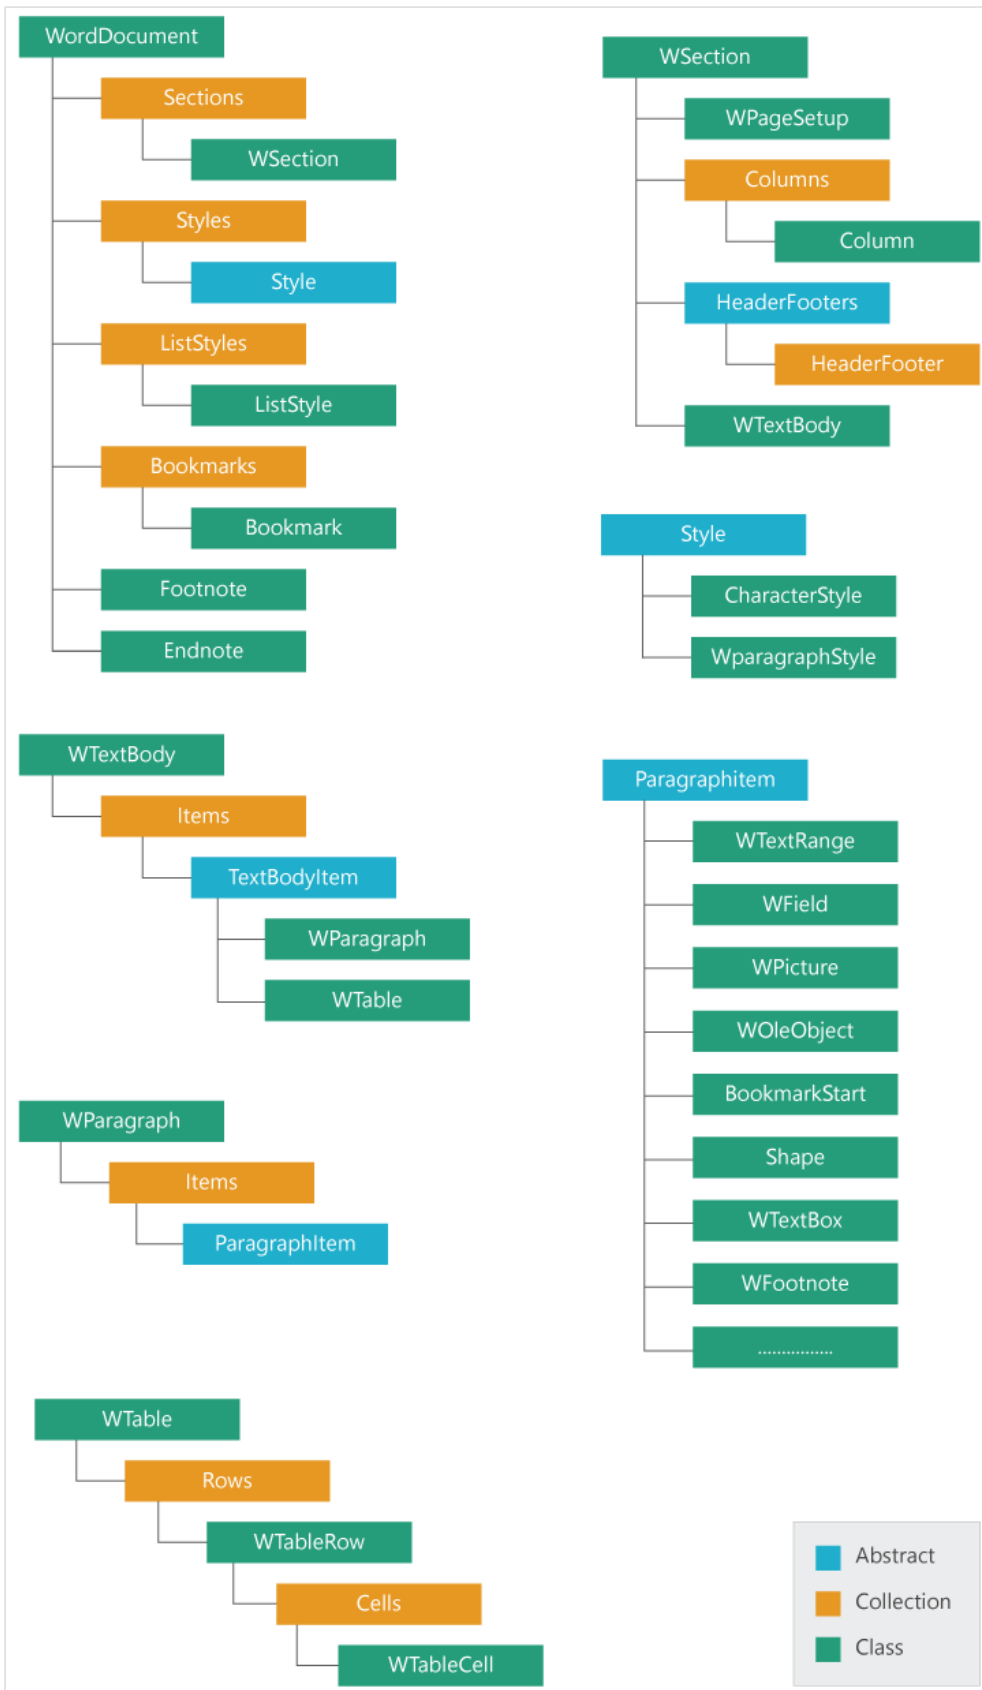 WordDocument
Sections
WSection
Styles
Style
ListStyles
ListStyle
Bookmarks
Bookmark
Footnote
Endnote
WSection
WPageSetup
Columns
Column
HeaderFooters
HeaderFooter
WTextBody
Style
CharacterStyle
WparagraphStyle
WTextBody
Items
TextBodyItem
WParagraph
WTable
Paragraphitem
WTextRange
WField
WPicture
WOleObject
BookmarkStart
Shape
WTextBox
WFootnote
................
WParagraph
Items
ParagraphItem
WTable
Rows
WTableRow
Cells
WTableCell
Abstract
Collection
Class